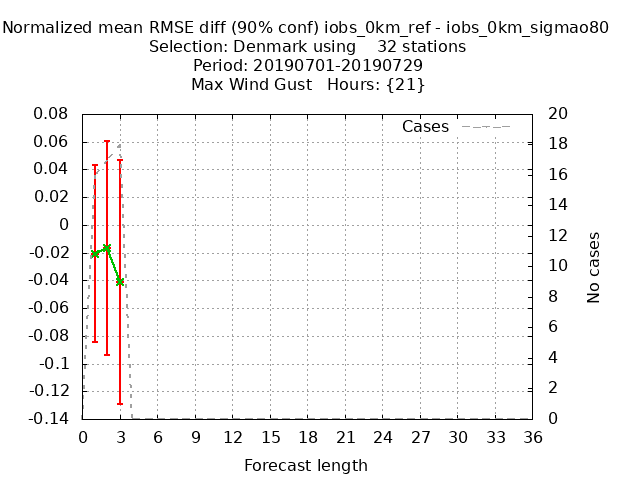 Normalized mean RMSE diff (90% conf) iobs_0km_ref - iobs_0km_sigmao80
Selection: Denmark using    32 stations
Period: 20190701-20190729
Max Wind Gust   Hours: {21}
Cases
0.08
0.06
0.04
0.02
0
-0.02
-0.04
-0.06
-0.08
-0.1
-0.12
-0.14
20
18
16
14
12
10
8
6
4
2
0
No cases
0 3 6 9 12 15 18 21 24 27 30 33 36
Forecast length